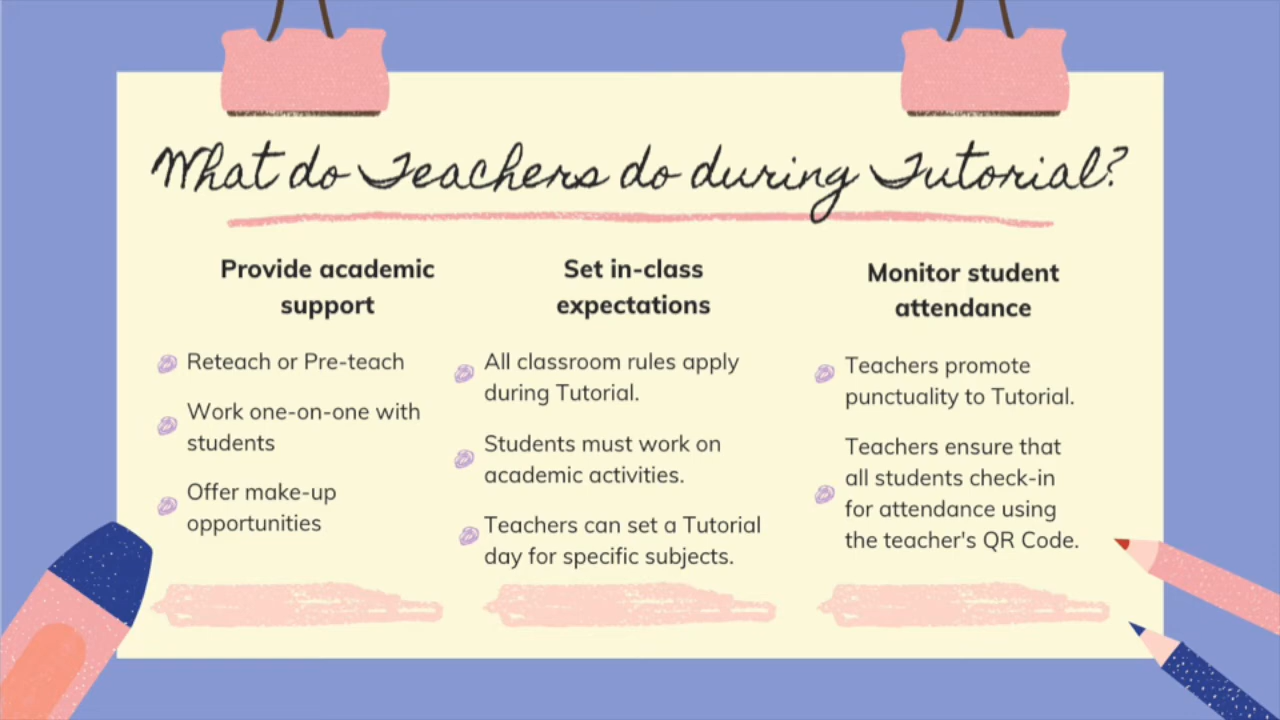 What do Teachers do during Tutorial?
Provide academic
support
Reteach or Pre-teach
Work one-on-one with
students
Offer make-up
opportunities
Set in-class
expectations
All classroom rules apply
during Tutorial.
Students must work on
academic activities.
Teachers can set a Tutorial
day for specific subjects.
Monitor student
attendance
Teachers promote
punctuality to Tutorial.
Teachers ensure that
all students check-in
for attendance using
the teacher's QR Code.